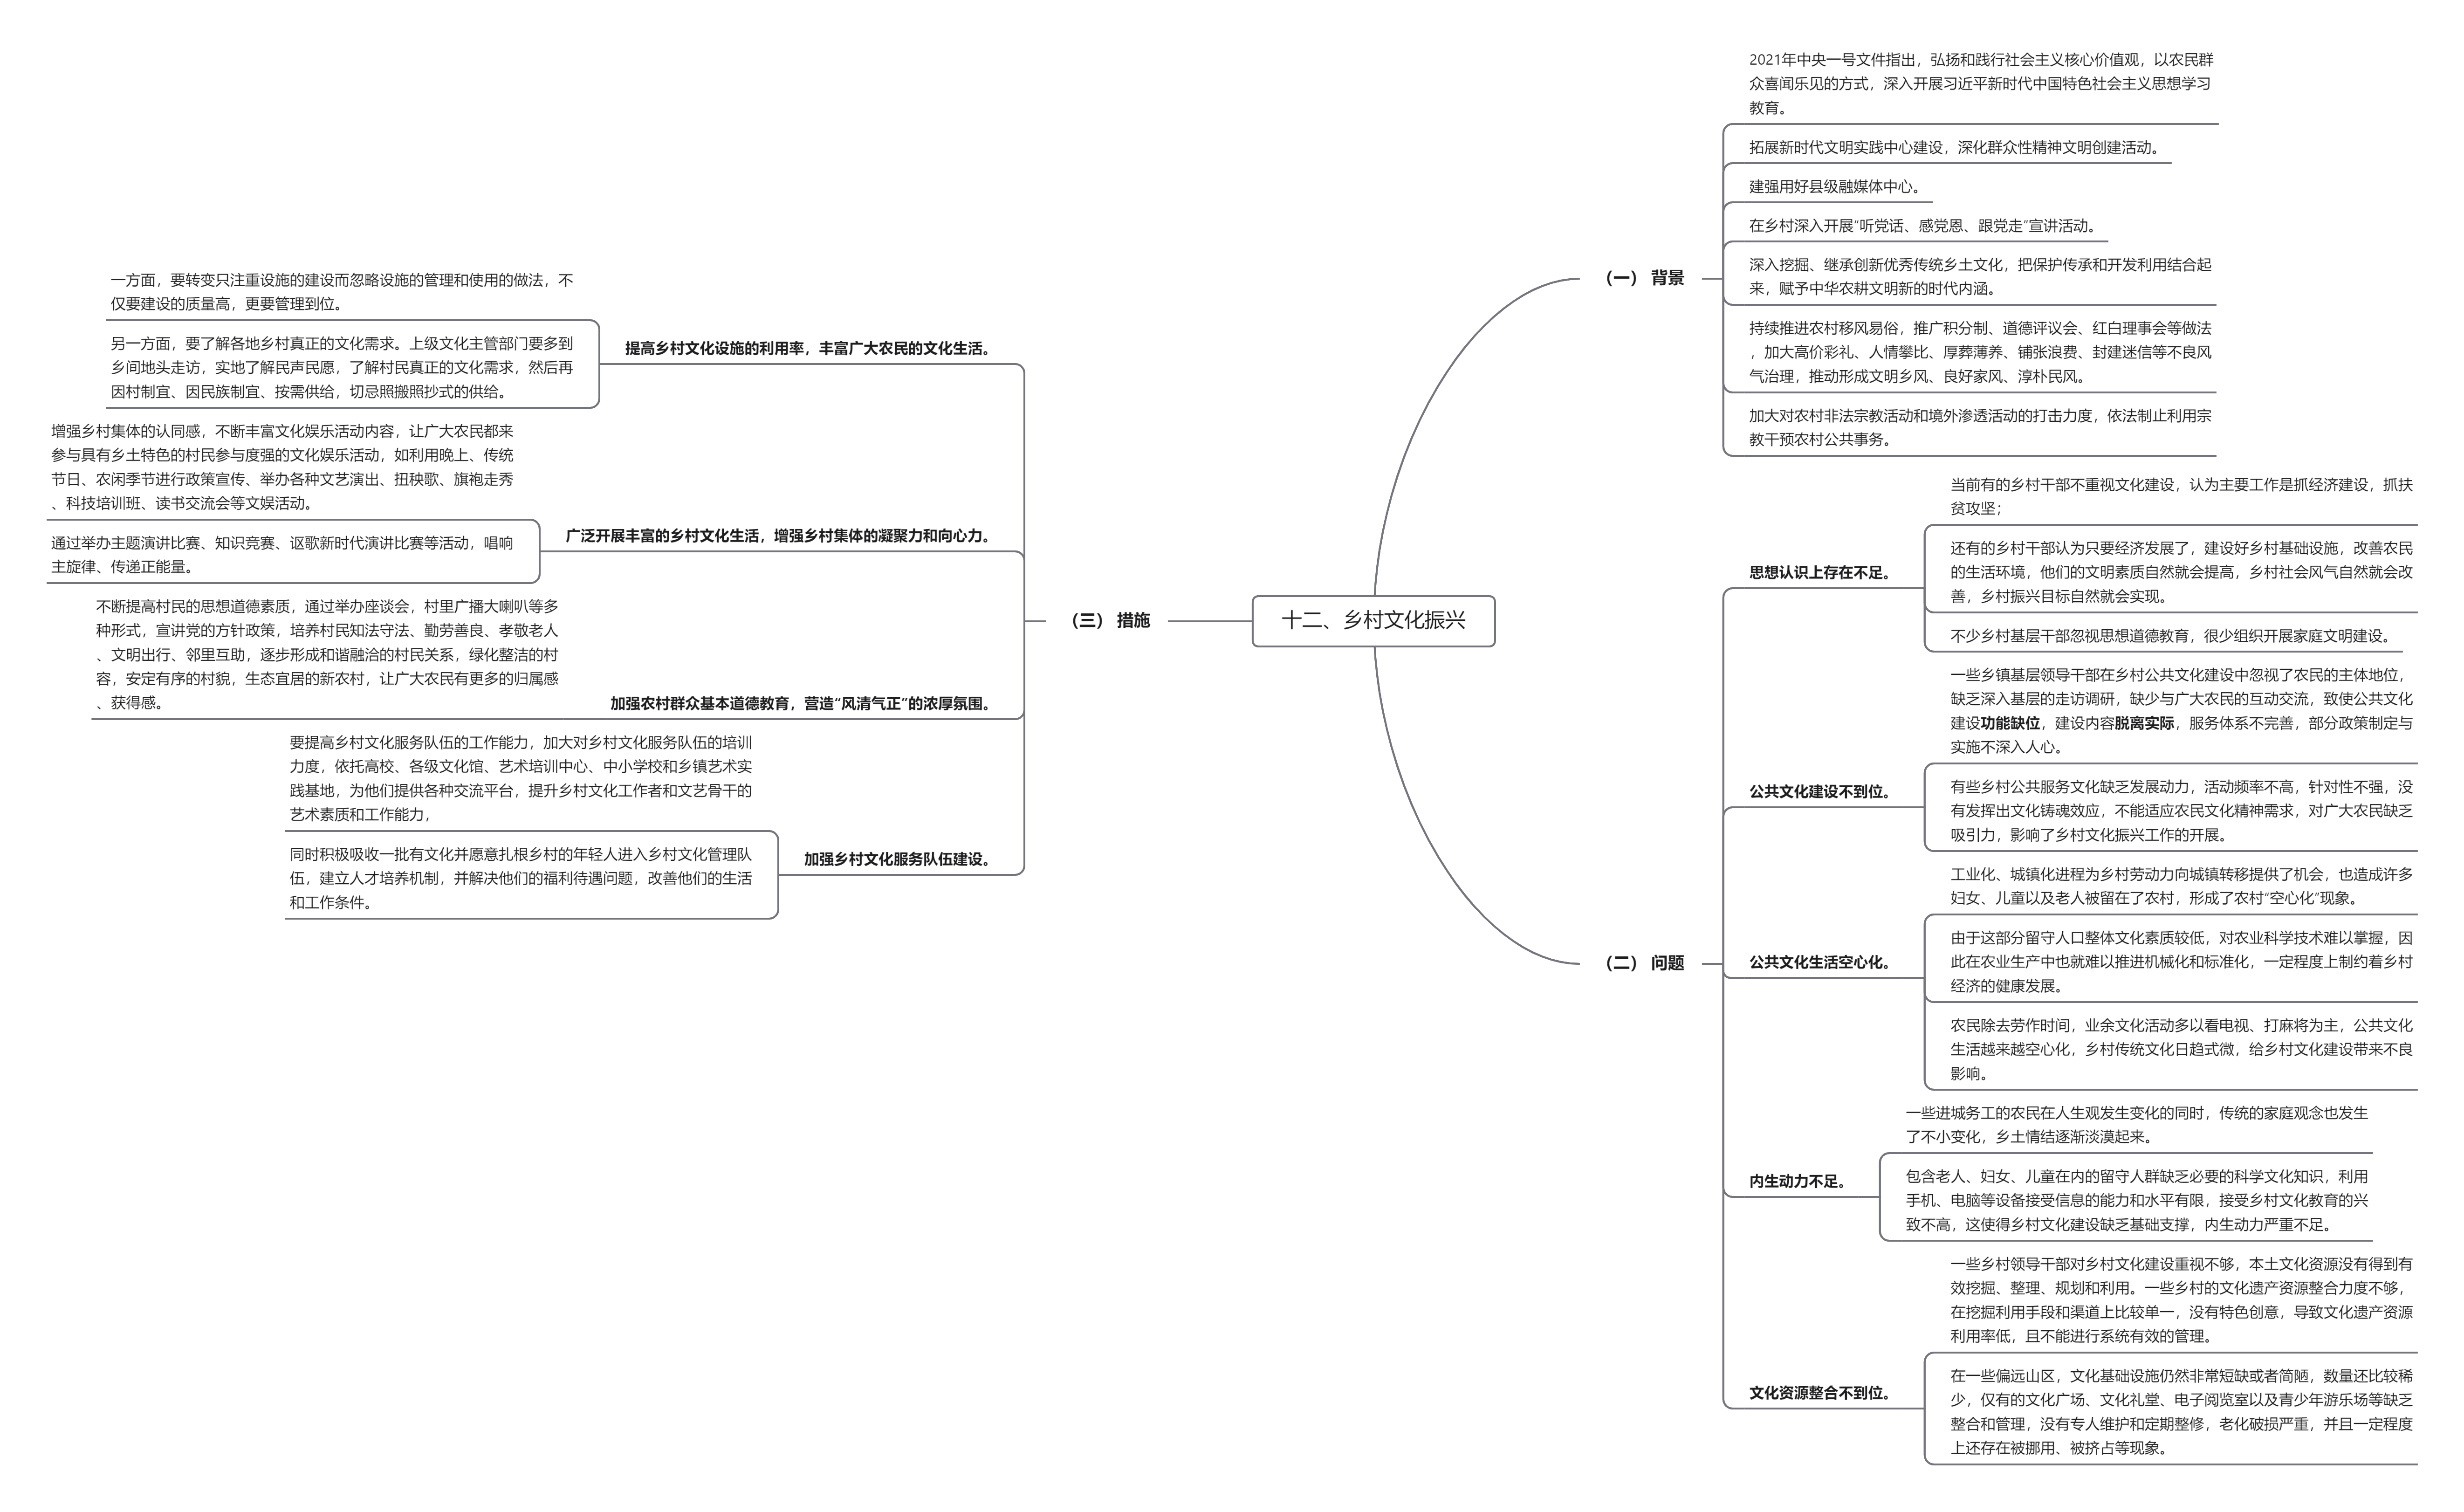 十二、乡村文化振兴
（一） 背景
2021年中央一号文件指出，弘扬和践行社会主义核心价值观，以农民群
众喜闻乐见的方式，深入开展习近平新时代中国特色社会主义思想学习
教育。
拓展新时代文明实践中心建设，深化群众性精神文明创建活动。
建强用好县级融媒体中心。
在乡村深入开展“听党话、感党恩、跟党走”宣讲活动。
深入挖掘、继承创新优秀传统乡土文化，把保护传承和开发利用结合起
来，赋予中华农耕文明新的时代内涵。
持续推进农村移风易俗，推广积分制、道德评议会、红白理事会等做法
，加大高价彩礼、人情攀比、厚葬薄养、铺张浪费、封建迷信等不良风
气治理，推动形成文明乡风、良好家风、淳朴民风。
加大对农村非法宗教活动和境外渗透活动的打击力度，依法制止利用宗
教干预农村公共事务。
（二） 问题
思想认识上存在不足。
当前有的乡村干部不重视文化建设，认为主要工作是抓经济建设，抓扶
贫攻坚；
还有的乡村干部认为只要经济发展了，建设好乡村基础设施，改善农民
的生活环境，他们的文明素质自然就会提高，乡村社会风气自然就会改
善，乡村振兴目标自然就会实现。
不少乡村基层干部忽视思想道德教育，很少组织开展家庭文明建设。
公共文化建设不到位。
一些乡镇基层领导干部在乡村公共文化建设中忽视了农民的主体地位，
缺乏深入基层的走访调研，缺少与广大农民的互动交流，致使公共文化
建设功能缺位，建设内容脱离实际，服务体系不完善，部分政策制定与
实施不深入人心。
有些乡村公共服务文化缺乏发展动力，活动频率不高，针对性不强，没
有发挥出文化铸魂效应，不能适应农民文化精神需求，对广大农民缺乏
吸引力，影响了乡村文化振兴工作的开展。
公共文化生活空心化。
工业化、城镇化进程为乡村劳动力向城镇转移提供了机会，也造成许多
妇女、儿童以及老人被留在了农村，形成了农村“空心化”现象。
由于这部分留守人口整体文化素质较低，对农业科学技术难以掌握，因
此在农业生产中也就难以推进机械化和标准化，一定程度上制约着乡村
经济的健康发展。
农民除去劳作时间，业余文化活动多以看电视、打麻将为主，公共文化
生活越来越空心化，乡村传统文化日趋式微，给乡村文化建设带来不良
影响。
内生动力不足。
一些进城务工的农民在人生观发生变化的同时，传统的家庭观念也发生
了不小变化，乡土情结逐渐淡漠起来。
包含老人、妇女、儿童在内的留守人群缺乏必要的科学文化知识，利用
手机、电脑等设备接受信息的能力和水平有限，接受乡村文化教育的兴
致不高，这使得乡村文化建设缺乏基础支撑，内生动力严重不足。
文化资源整合不到位。
一些乡村领导干部对乡村文化建设重视不够，本土文化资源没有得到有
效挖掘、整理、规划和利用。一些乡村的文化遗产资源整合力度不够，
在挖掘利用手段和渠道上比较单一，没有特色创意，导致文化遗产资源
利用率低，且不能进行系统有效的管理。
在一些偏远山区，文化基础设施仍然非常短缺或者简陋，数量还比较稀
少，仅有的文化广场、文化礼堂、电子阅览室以及青少年游乐场等缺乏
整合和管理，没有专人维护和定期整修，老化破损严重，并且一定程度
上还存在被挪用、被挤占等现象。
（三） 措施
提高乡村文化设施的利用率，丰富广大农民的文化生活。
一方面，要转变只注重设施的建设而忽略设施的管理和使用的做法，不
仅要建设的质量高，更要管理到位。
另一方面，要了解各地乡村真正的文化需求。上级文化主管部门要多到
乡间地头走访，实地了解民声民愿，了解村民真正的文化需求，然后再
因村制宜、因民族制宜、按需供给，切忌照搬照抄式的供给。
广泛开展丰富的乡村文化生活，增强乡村集体的凝聚力和向心力。
增强乡村集体的认同感，不断丰富文化娱乐活动内容，让广大农民都来
参与具有乡土特色的村民参与度强的文化娱乐活动，如利用晚上、传统
节日、农闲季节进行政策宣传、举办各种文艺演出、扭秧歌、旗袍走秀
、科技培训班、读书交流会等文娱活动。
通过举办主题演讲比赛、知识竞赛、讴歌新时代演讲比赛等活动，唱响
主旋律、传递正能量。
加强农村群众基本道德教育，营造“风清气正”的浓厚氛围。
不断提高村民的思想道德素质，通过举办座谈会，村里广播大喇叭等多
种形式，宣讲党的方针政策，培养村民知法守法、勤劳善良、孝敬老人
、文明出行、邻里互助，逐步形成和谐融洽的村民关系，绿化整洁的村
容，安定有序的村貌，生态宜居的新农村，让广大农民有更多的归属感
、获得感。
加强乡村文化服务队伍建设。
要提高乡村文化服务队伍的工作能力，加大对乡村文化服务队伍的培训
力度，依托高校、各级文化馆、艺术培训中心、中小学校和乡镇艺术实
践基地，为他们提供各种交流平台，提升乡村文化工作者和文艺骨干的
艺术素质和工作能力，
同时积极吸收一批有文化并愿意扎根乡村的年轻人进入乡村文化管理队
伍，建立人才培养机制，并解决他们的福利待遇问题，改善他们的生活
和工作条件。